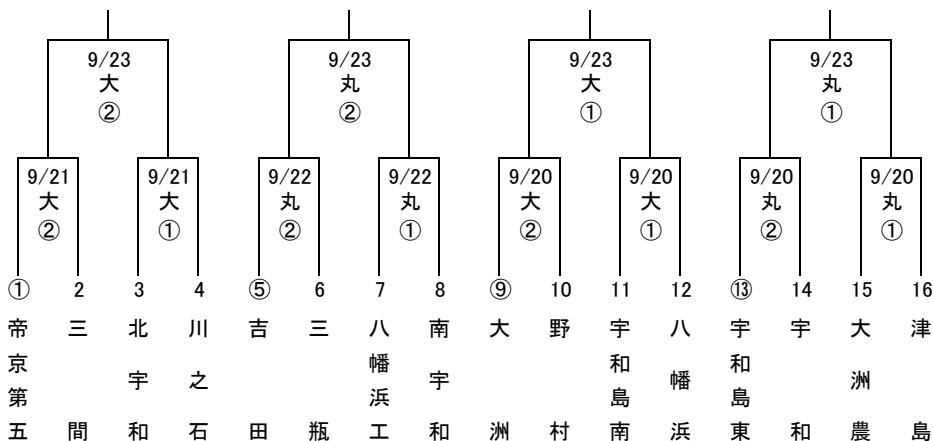 9/23 9/23 9/23 9/23
大 丸 大 丸
② ② ① ①
9/21 9/21 9/22 9/22 9/20 9/20 9/20 9/20
大 大 丸 丸 大 大 丸 丸
② ① ② ① ② ① ② ①
① 2 3 4 ⑤ 6 7 8 ⑨ 10 11 12 ⑬ 14 15 16
帝京第五
三間
北宇和
川之石
吉田
三瓶
八幡浜工
南宇和
大洲
野村
宇和島南
八幡浜
宇和島東
宇和
大洲農
津島